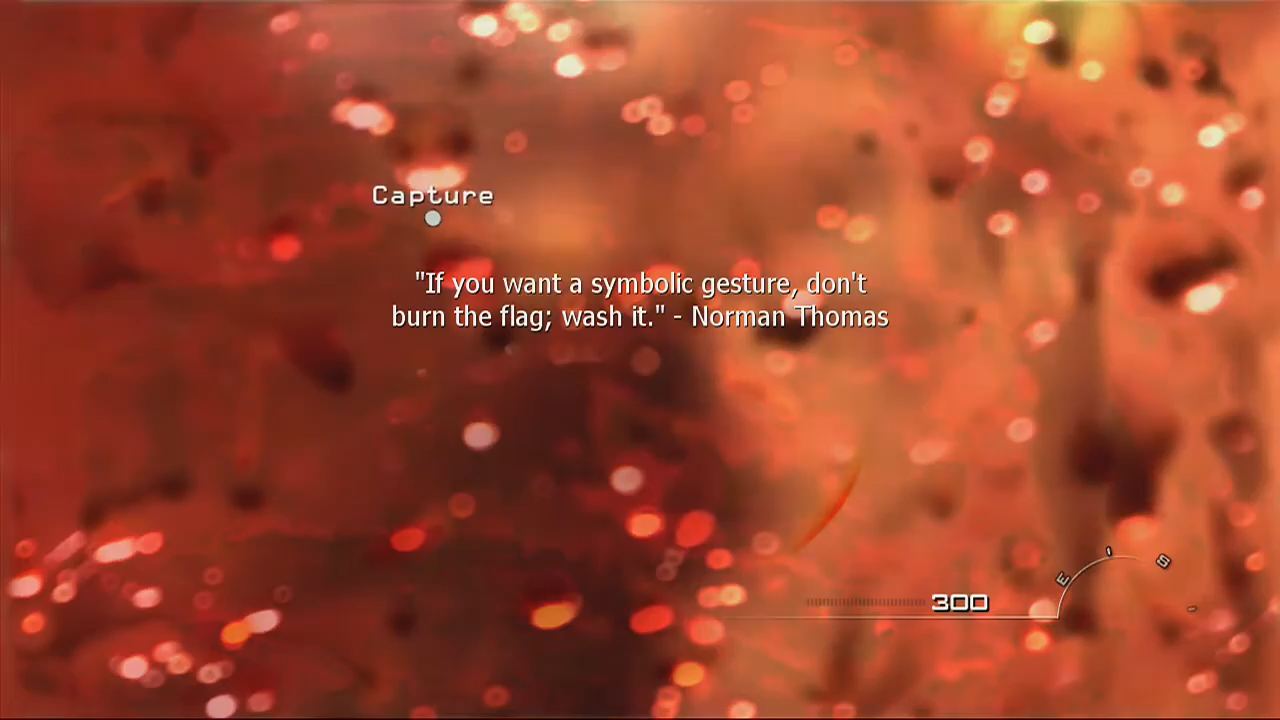 Capture
"If you want a symbolic gesture, don't
burn the flag; wash it." - Norman Thomas
300
E
S